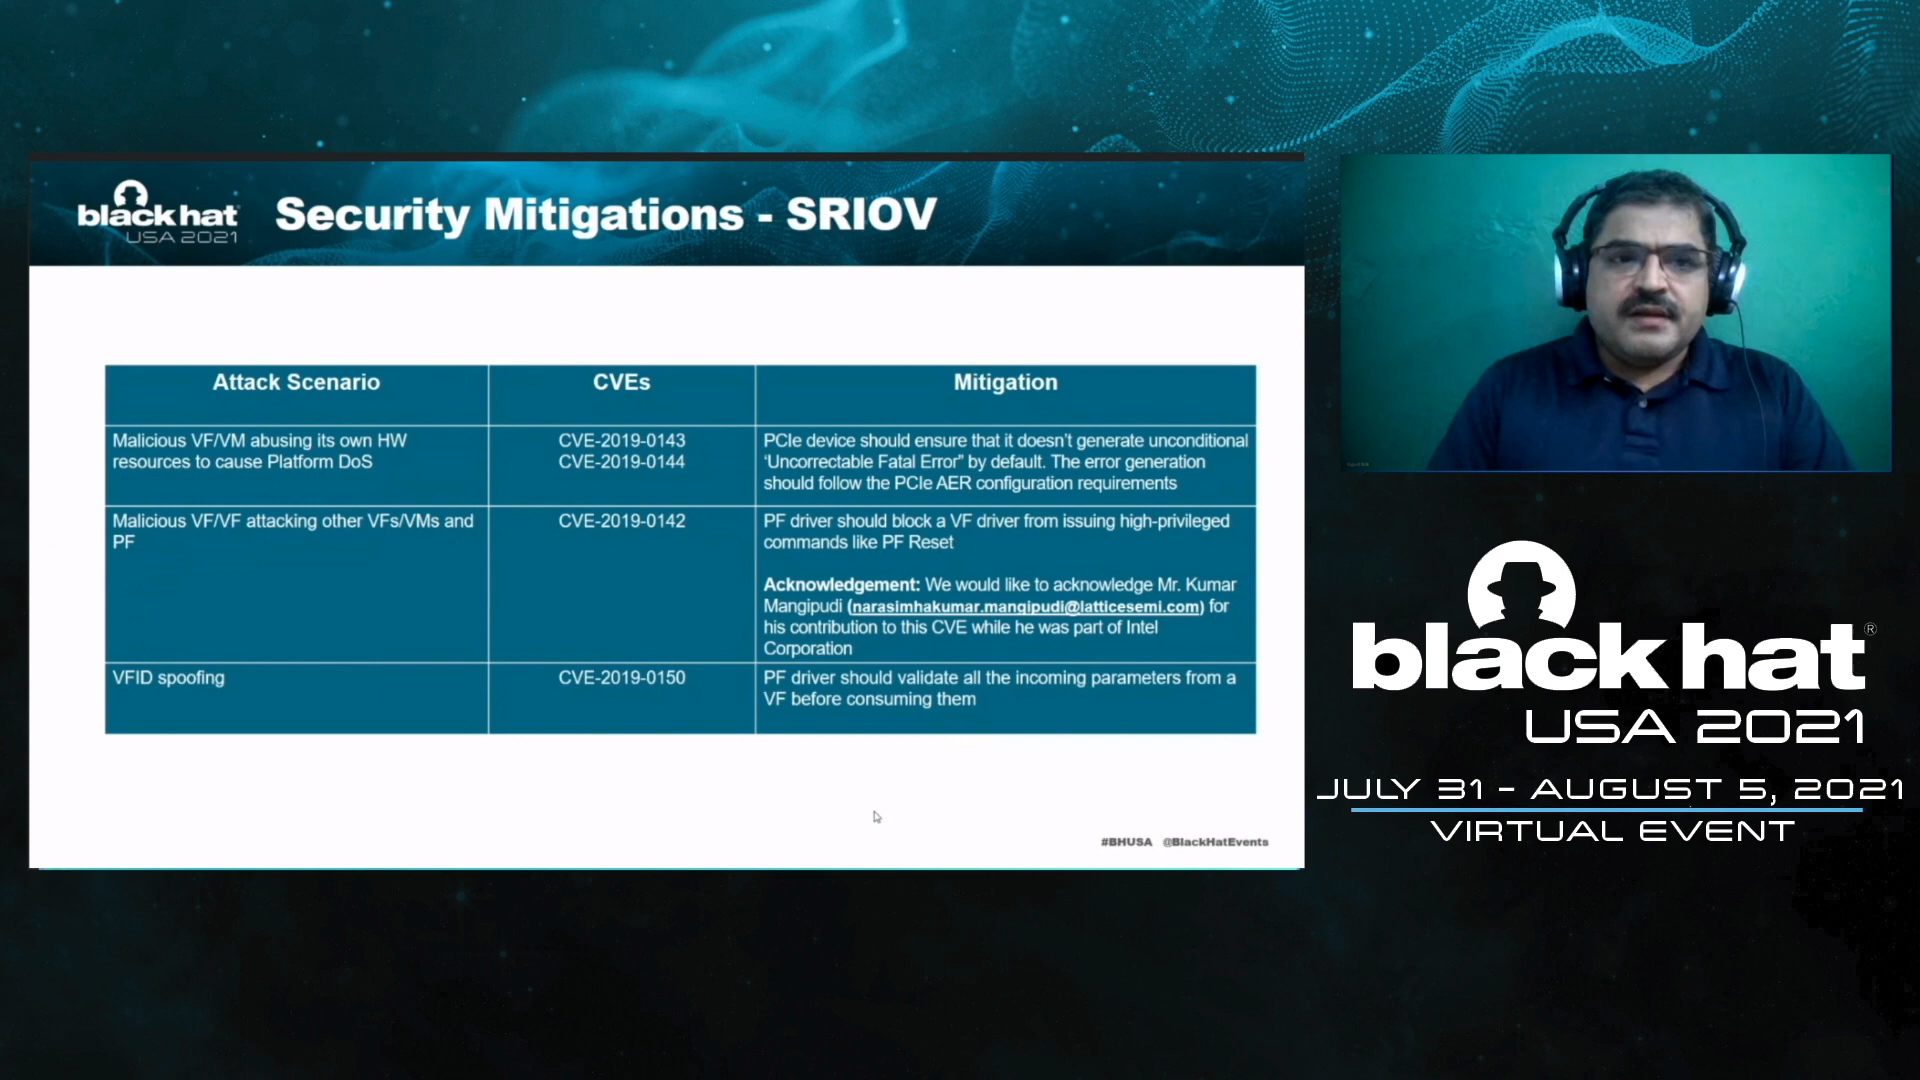 black hat
USA 2021
Security Mitigations - SRIOV
Attack Scenario
CVEs
Mitigation
Malicious VF/VM abusing its own HW
resources to cause Platform DoS
CVE-2019-0143
CVE-2019-0144
PCIe device should ensure that it doesn't generate unconditional
‘Uncorrectable Fatal Error” by default. The error generation
should follow the PCIe AER configuration requirements
Malicious VF/VF attacking other VFs/VMs and
PF
CVE-2019-0142
PF driver should block a VF driver from issuing high-privileged
commands like PF Reset
Acknowledgement: We would like to acknowledge Mr. Kumar
Mangipudi (narasimhakumar.mangipudi@latticesemi.com) for
his contribution to this CVE while he was part of Intel
Corporation
VFID spoofing
CVE-2019-0150
PF driver should validate all the incoming parameters from a
VF before consuming them
#BHUSA @BlackHatEvents
black hat®
USA 2021
JULY 31 - AUGUST 5, 2021
VIRTUAL EVENT